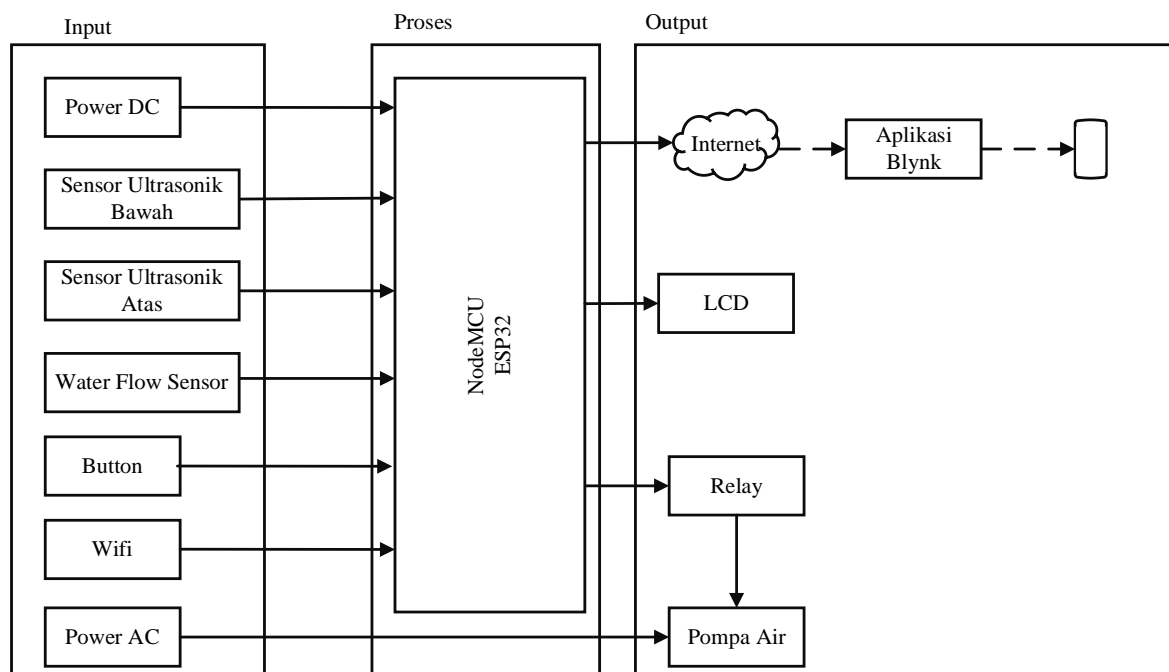 Input
Proses
Output
Power DC
Sensor Ultrasonik
Bawah
Sensor Ultrasonik
Atas
Water Flow Sensor
Button
Wifi
Power AC
NodeMCU
ESP32
Internet
Aplikasi
Blynk
LCD
Relay
Pompa Air